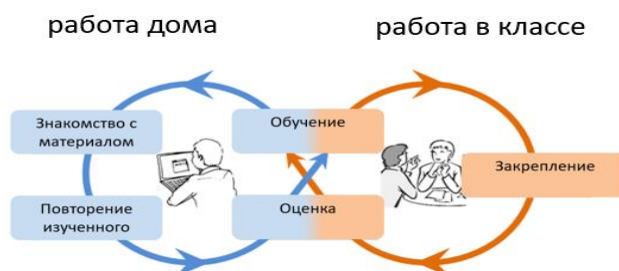 работа дома
работа в классе
Знакомство с
материалом
Обучение
Закрепление
Повторение
изученного
Оценка